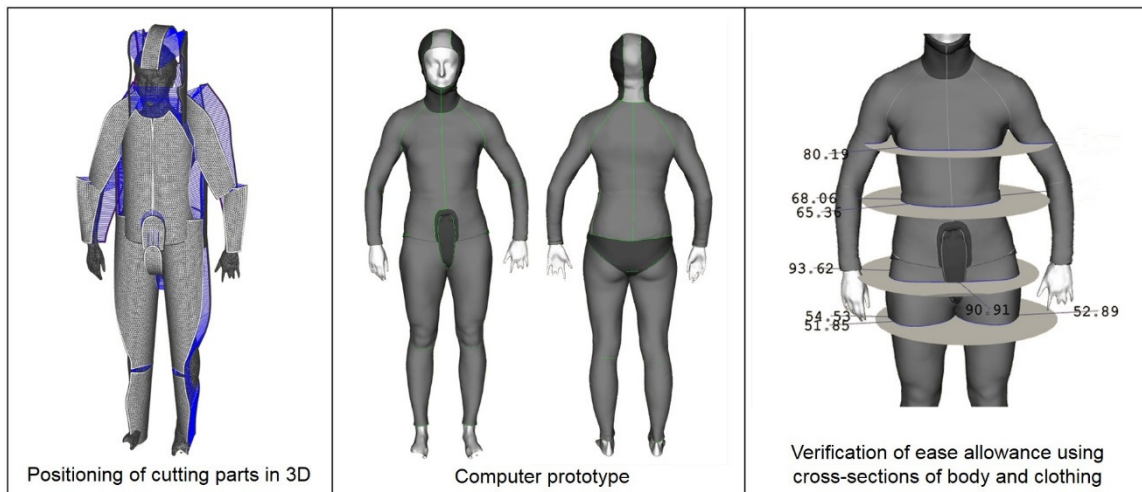 80.19
68.06
65.36
93.62
54.53
90.91
52.89
51.85
Positioning of cutting parts in 3D
Computer prototype
Verification of ease allowance using
cross-sections of body and clothing